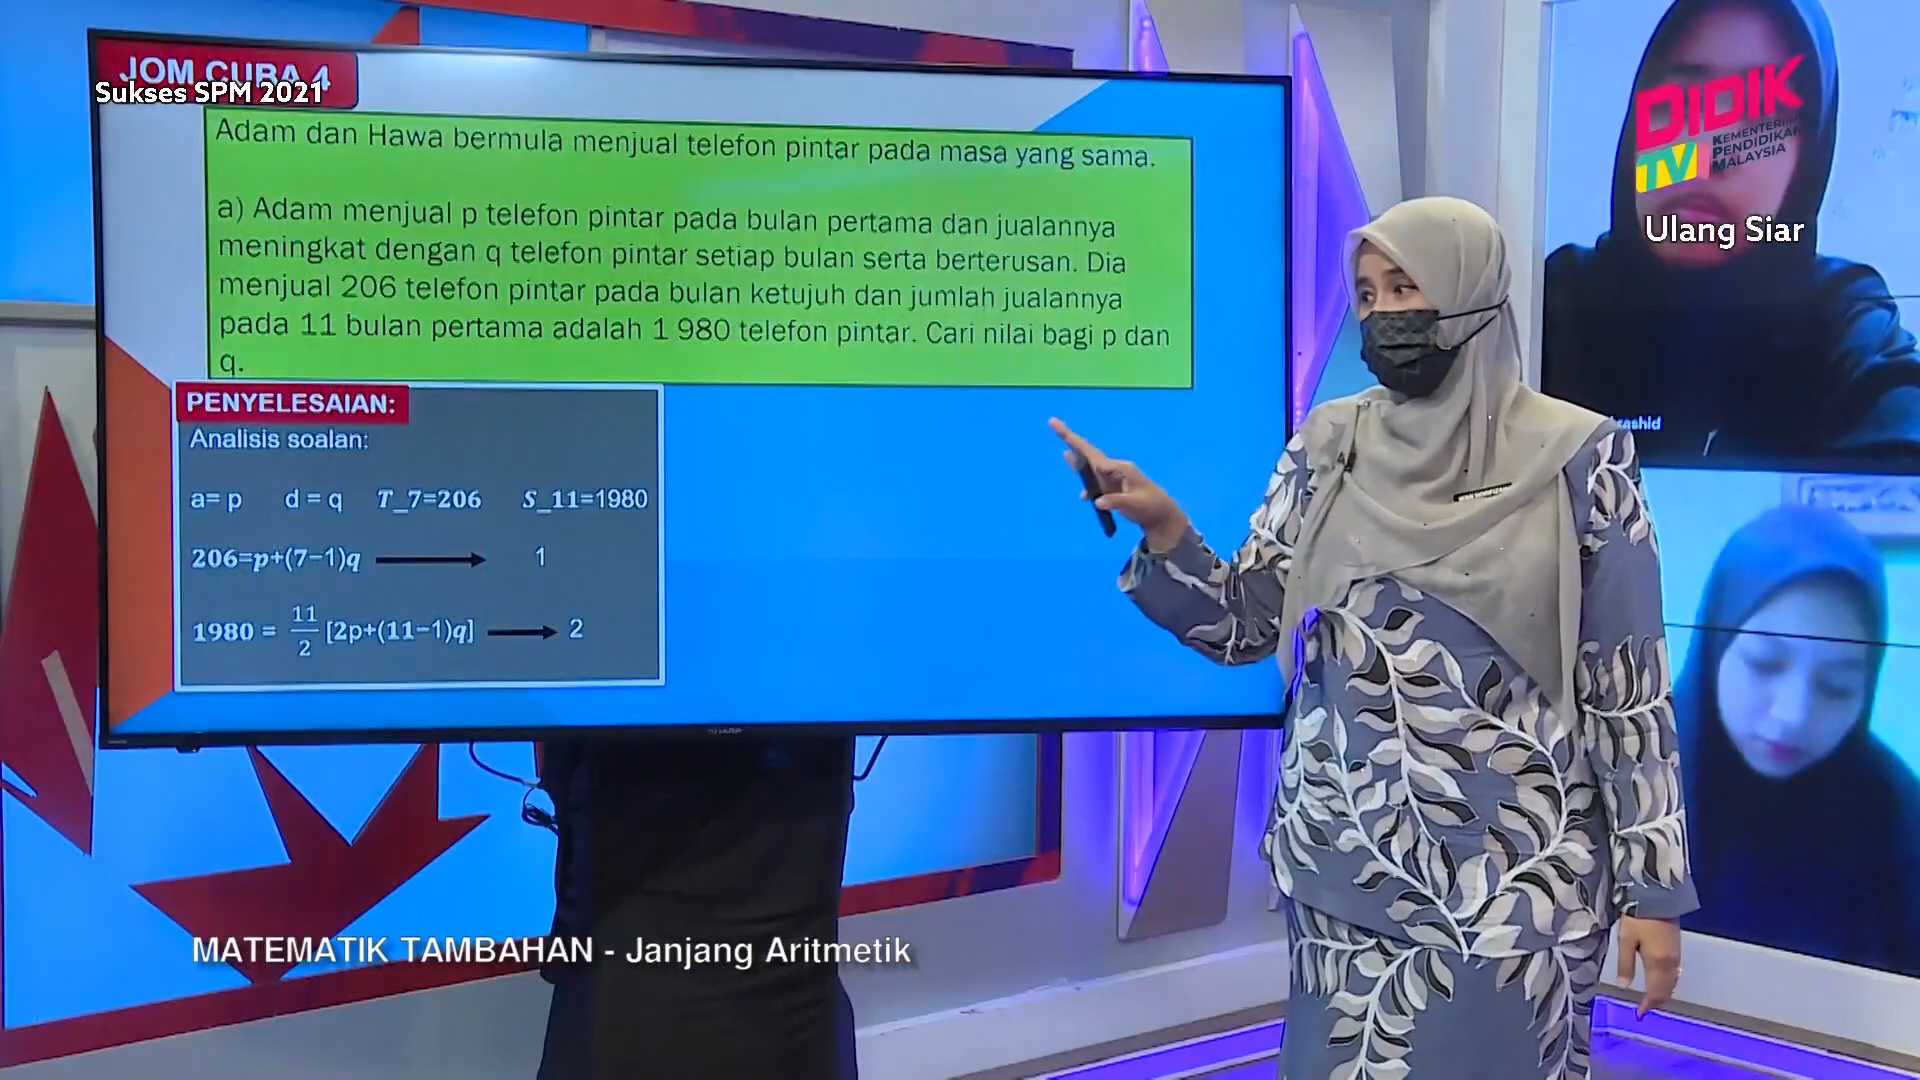 JOM CUBA 4
Sukses SPM 2021
Adam dan Hawa bermula menjual telefon pintar pada masa yang sama.
a) Adam menjual p telefon pintar pada bulan pertama dan jualannya
meningkat dengan q telefon pintar setiap bulan serta berterusan. Dia
menjual 206 telefon pintar pada bulan ketujuh dan jumlah jualannya
pada 11 bulan pertama adalah 1 980 telefon pintar. Cari nilai bagi p dan
q.
PENYELESAIAN:
Analisis soalan:
a= p d = q T_7=206 S_11=1980
206=p+(7−1)q 1
1980 = 11/2 [2p+(11−1)q] 2
DIDIK
TV
KEMENTERIAN
PENDIDIKAN
MALAYSIA
Ulang Siar
MATEMATIK TAMBAHAN - Janjang Aritmetik